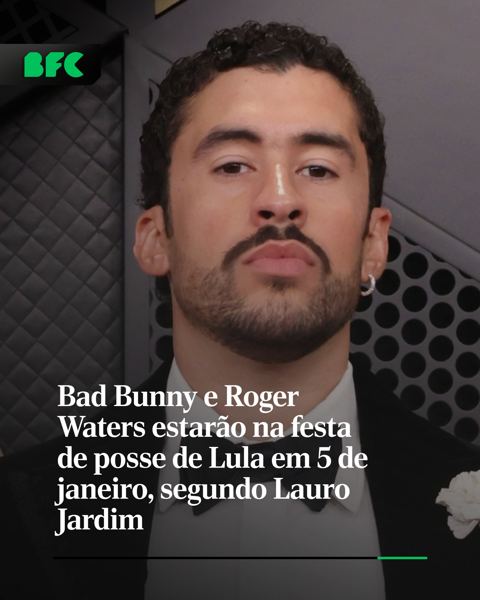 BFC
Bad Bunny e Roger
Waters estarão na festa
de posse de Lula em 5 de
janeiro, segundo Lauro
Jardim